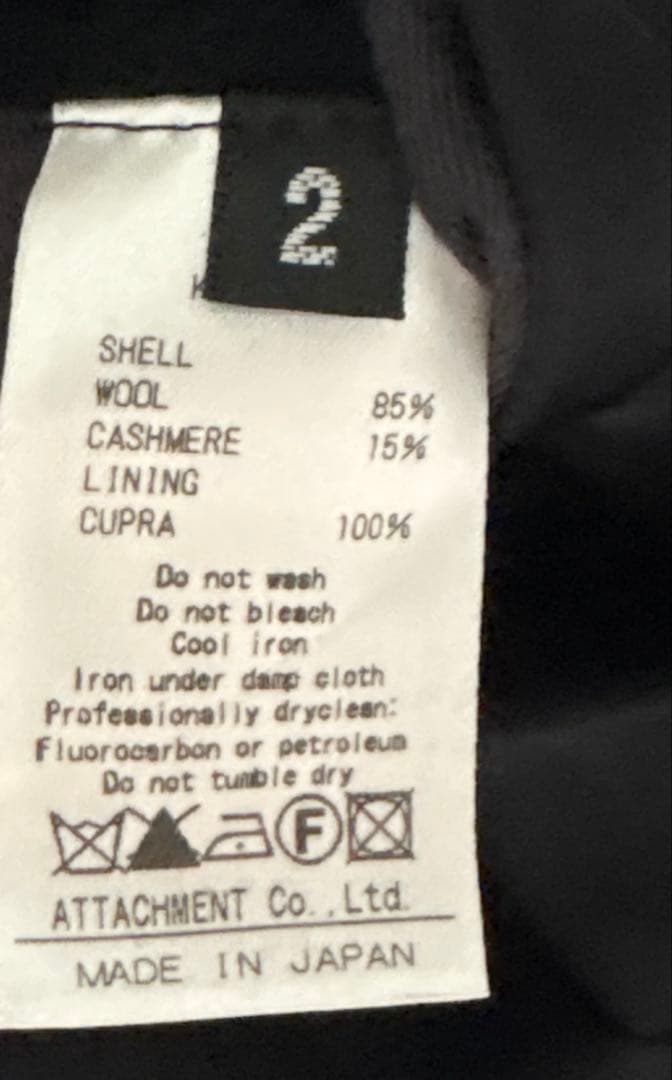 2
K
SHELL
WOOL 85%
CASHMERE 15%
LINING
CUPRA 100%
Do not wash
Do not bleach
Cool iron
Iron under damp cloth
Professionally dryclean:
Fluorocarbon or petroleum
Do not tumble dry
F
ATTACHMENT Co.,Ltd.
MADE IN JAPAN